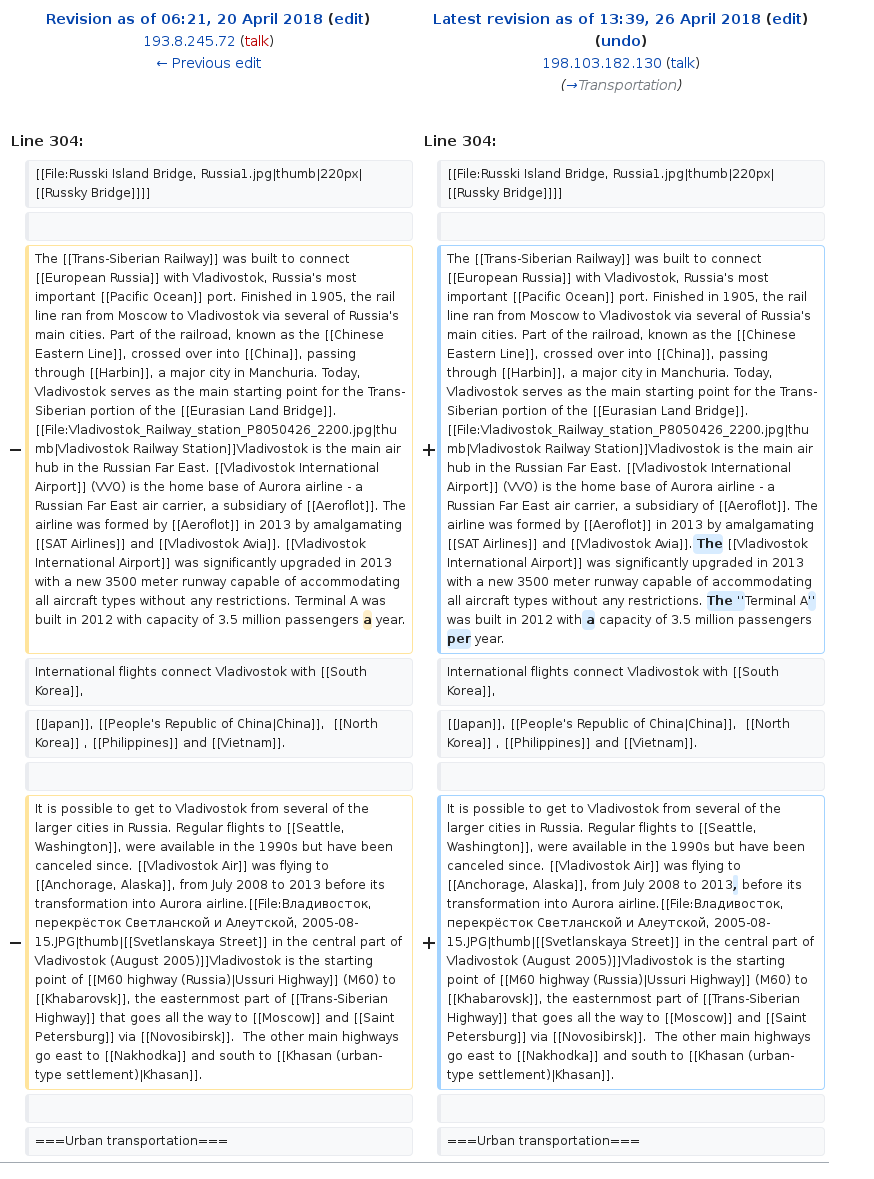 Revision as of 06:21, 20 April 2018 (edit)
193.8.245.72 (talk)
← Previous edit
Latest revision as of 13:39, 26 April 2018 (edit)
(undo)
198.103.182.130 (talk)
(→Transportation)
Line 304:
Line 304:
[[File:Russki Island Bridge, Russia1.jpg|thumb|220px|
[[Russky Bridge]]]]
[[File:Russki Island Bridge, Russia1.jpg|thumb|220px|
[[Russky Bridge]]]]
−
The [[Trans-Siberian Railway]] was built to connect
[[European Russia]] with Vladivostok, Russia's most
important [[Pacific Ocean]] port. Finished in 1905, the rail
line ran from Moscow to Vladivostok via several of Russia's
main cities. Part of the railroad, known as the [[Chinese
Eastern Line]], crossed over into [[China]], passing
through [[Harbin]], a major city in Manchuria. Today,
Vladivostok serves as the main starting point for the Trans-
Siberian portion of the [[Eurasian Land Bridge]].
[[File:Vladivostok_Railway_station_P8050426_2200.jpg|thu
mb|Vladivostok Railway Station]]Vladivostok is the main air
hub in the Russian Far East. [[Vladivostok International
Airport]] (VVO) is the home base of Aurora airline - a
Russian Far East air carrier, a subsidiary of [[Aeroflot]]. The
airline was formed by [[Aeroflot]] in 2013 by amalgamating
[[SAT Airlines]] and [[Vladivostok Avia]]. [[Vladivostok
International Airport]] was significantly upgraded in 2013
with a new 3500 meter runway capable of accommodating
all aircraft types without any restrictions. Terminal A was
built in 2012 with capacity of 3.5 million passengers a year.
+
The [[Trans-Siberian Railway]] was built to connect
[[European Russia]] with Vladivostok, Russia's most
important [[Pacific Ocean]] port. Finished in 1905, the rail
line ran from Moscow to Vladivostok via several of Russia's
main cities. Part of the railroad, known as the [[Chinese
Eastern Line]], crossed over into [[China]], passing
through [[Harbin]], a major city in Manchuria. Today,
Vladivostok serves as the main starting point for the Trans-
Siberian portion of the [[Eurasian Land Bridge]].
[[File:Vladivostok_Railway_station_P8050426_2200.jpg|thu
mb|Vladivostok Railway Station]]Vladivostok is the main air
hub in the Russian Far East. [[Vladivostok International
Airport]] (VVO) is the home base of Aurora airline - a
Russian Far East air carrier, a subsidiary of [[Aeroflot]]. The
airline was formed by [[Aeroflot]] in 2013 by amalgamating
[[SAT Airlines]] and [[Vladivostok Avia]]. The [[Vladivostok
International Airport]] was significantly upgraded in 2013
with a new 3500 meter runway capable of accommodating
all aircraft types without any restrictions. The ''Terminal A''
was built in 2012 with a capacity of 3.5 million passengers
per year.
International flights connect Vladivostok with [[South
Korea]],
International flights connect Vladivostok with [[South
Korea]],
[[Japan]], [[People's Republic of China|China]],  [[North
Korea]] , [[Philippines]] and [[Vietnam]].
[[Japan]], [[People's Republic of China|China]],  [[North
Korea]] , [[Philippines]] and [[Vietnam]].
−
It is possible to get to Vladivostok from several of the
larger cities in Russia. Regular flights to [[Seattle,
Washington]], were available in the 1990s but have been
canceled since. [[Vladivostok Air]] was flying to
[[Anchorage, Alaska]], from July 2008 to 2013 before its
transformation into Aurora airline.[[File:Владивосток,
перекрёсток Светланской и Алеутской, 2005-08-
15.JPG|thumb|[[Svetlanskaya Street]] in the central part of
Vladivostok (August 2005)]]Vladivostok is the starting
point of [[M60 highway (Russia)|Ussuri Highway]] (M60) to
[[Khabarovsk]], the easternmost part of [[Trans-Siberian
Highway]] that goes all the way to [[Moscow]] and [[Saint
Petersburg]] via [[Novosibirsk]].  The other main highways
go east to [[Nakhodka]] and south to [[Khasan (urban-
type settlement)|Khasan]].
+
It is possible to get to Vladivostok from several of the
larger cities in Russia. Regular flights to [[Seattle,
Washington]], were available in the 1990s but have been
canceled since. [[Vladivostok Air]] was flying to
[[Anchorage, Alaska]], from July 2008 to 2013, before its
transformation into Aurora airline.[[File:Владивосток,
перекрёсток Светланской и Алеутской, 2005-08-
15.JPG|thumb|[[Svetlanskaya Street]] in the central part of
Vladivostok (August 2005)]]Vladivostok is the starting
point of [[M60 highway (Russia)|Ussuri Highway]] (M60) to
[[Khabarovsk]], the easternmost part of [[Trans-Siberian
Highway]] that goes all the way to [[Moscow]] and [[Saint
Petersburg]] via [[Novosibirsk]].  The other main highways
go east to [[Nakhodka]] and south to [[Khasan (urban-
type settlement)|Khasan]].
===Urban transportation===
===Urban transportation===